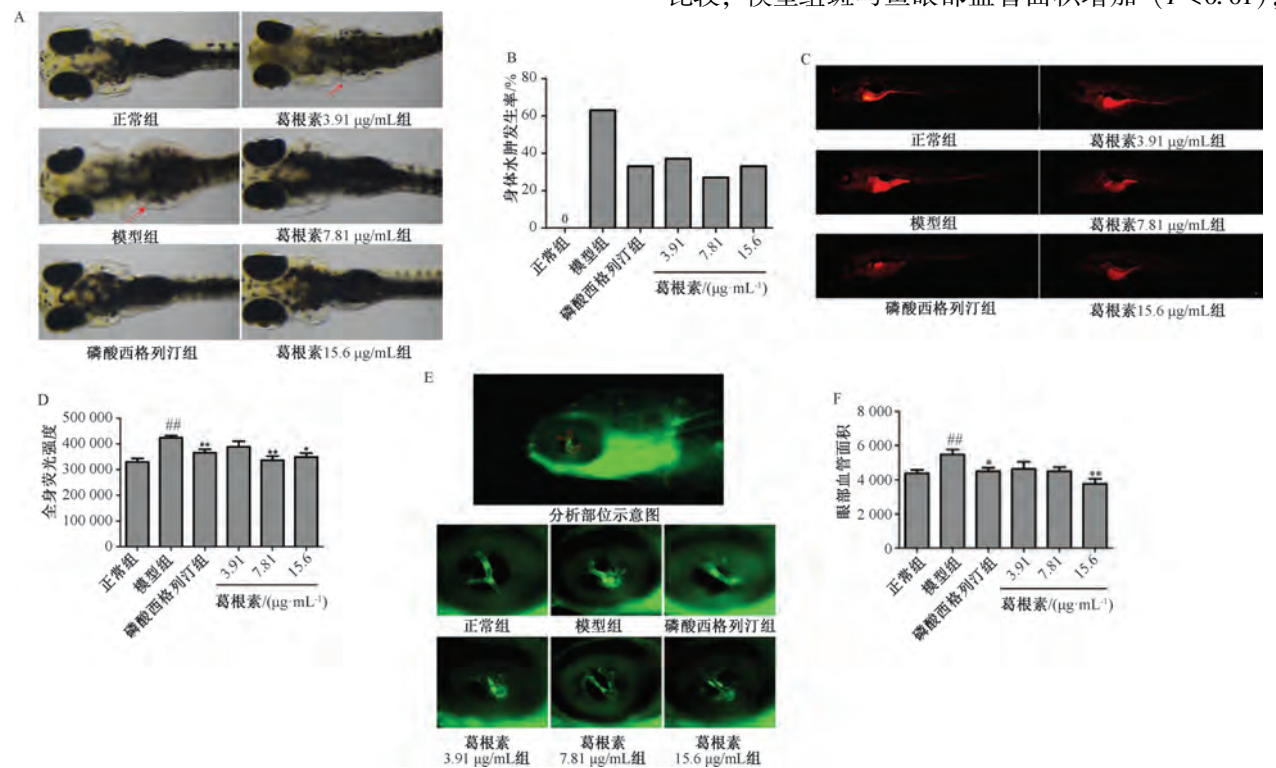 比较，模型组斑马鱼眼部血管面积增加 (P<0.01)，
A
正常组
葛根素3.91 μg/mL组
模型组
葛根素7.81 μg/mL组
磷酸西格列汀组
葛根素15.6 μg/mL组
B
身体水肿发生率/%
80
60
40
20
0
0
正常组
模型组
磷酸西格列汀组
3.91
7.81
15.6
葛根素/(μg·mL⁻¹)
C
正常组
葛根素3.91 μg/mL组
模型组
葛根素7.81 μg/mL组
磷酸西格列汀组
葛根素15.6 μg/mL组
D
全身荧光强度
500 000
400 000
300 000
200 000
100 000
0
##
**
**
*
正常组
模型组
磷酸西格列汀组
3.91
7.81
15.6
葛根素/(μg·mL⁻¹)
E
分析部位示意图
正常组
模型组
磷酸西格列汀组
葛根素
3.91 μg/mL组
葛根素
7.81 μg/mL组
葛根素
15.6 μg/mL组
F
眼部血管面积
8 000
6 000
4 000
2 000
0
##
*
**
正常组
模型组
磷酸西格列汀组
3.91
7.81
15.6
葛根素/(μg·mL⁻¹)